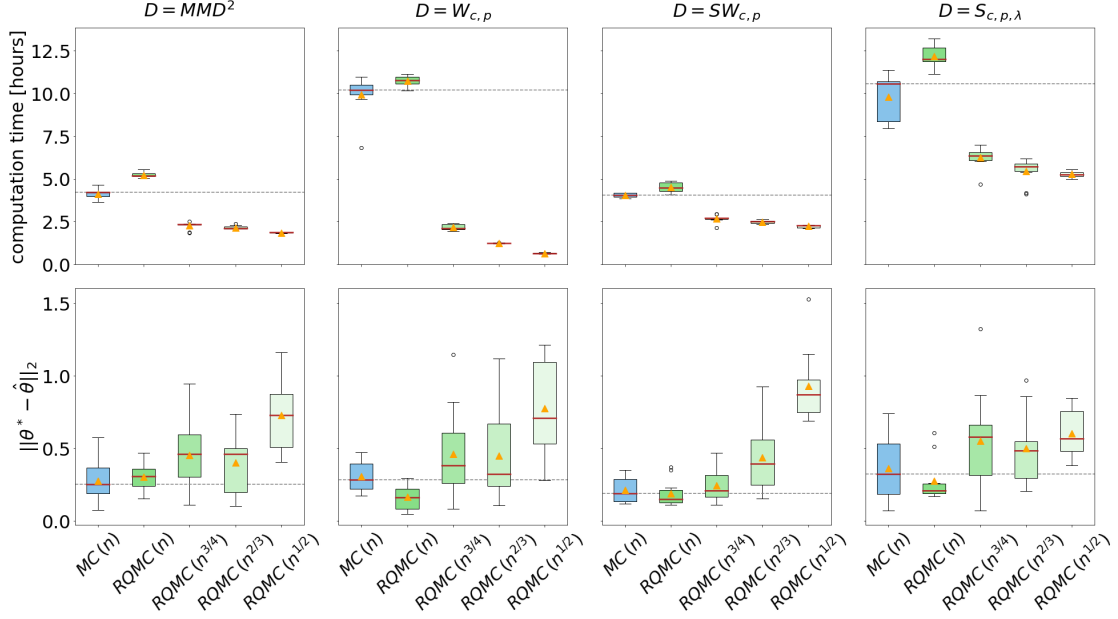 D = MMD²
D = W_{c, p}
D = SW_{c, p}
D = S_{c, p, λ}
computation time [hours]
12.5
10.0
7.5
5.0
2.5
0.0
||θ* − θ̂||₂
1.5
1.0
0.5
0.0
MC (n)
RQMC (n)
RQMC (n^{3/4})
RQMC (n^{2/3})
RQMC (n^{1/2})
MC (n)
RQMC (n)
RQMC (n^{3/4})
RQMC (n^{2/3})
RQMC (n^{1/2})
MC (n)
RQMC (n)
RQMC (n^{3/4})
RQMC (n^{2/3})
RQMC (n^{1/2})
MC (n)
RQMC (n)
RQMC (n^{3/4})
RQMC (n^{2/3})
RQMC (n^{1/2})